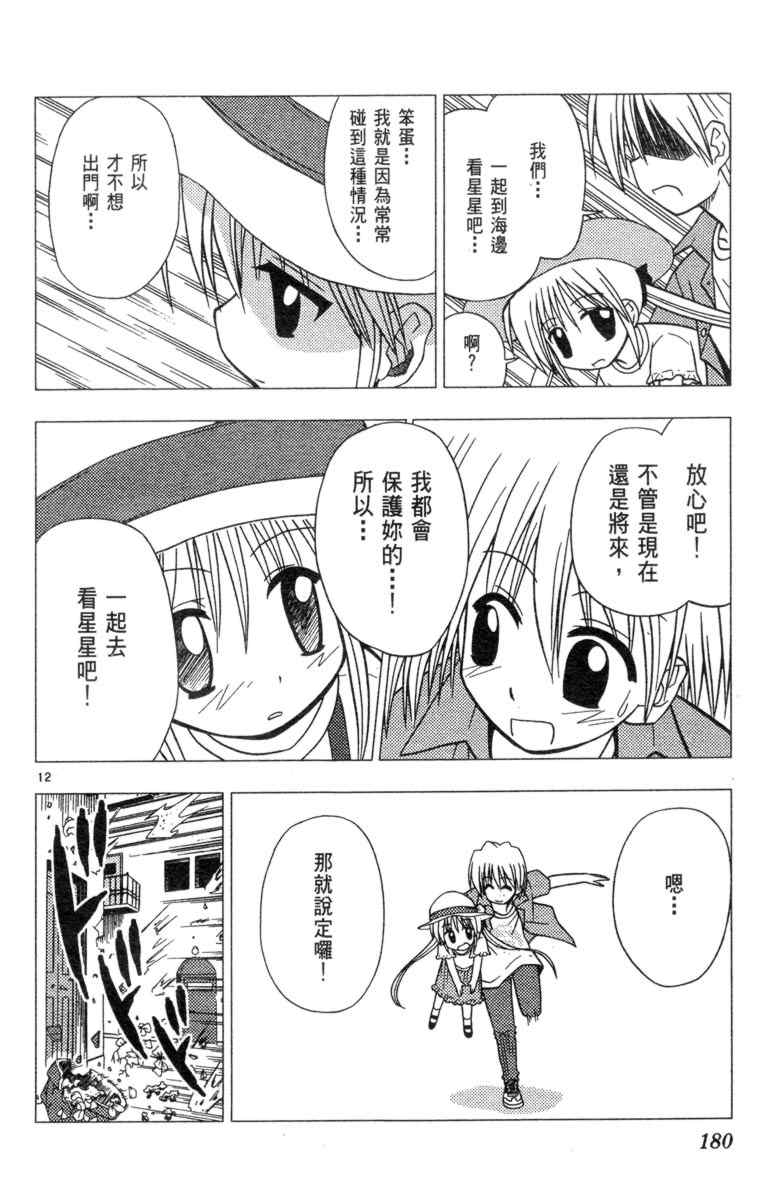 我們…
一起到海邊
看星星吧…
啊？
笨蛋…
我就是因為常常
碰到這種情況…
所以
才不想
出門啊…
放心吧！
不管是現在
還是將來，
我都會
保護妳的…！
所以…
一起去
看星星吧！
12
嗯…
那就說定囉！
180